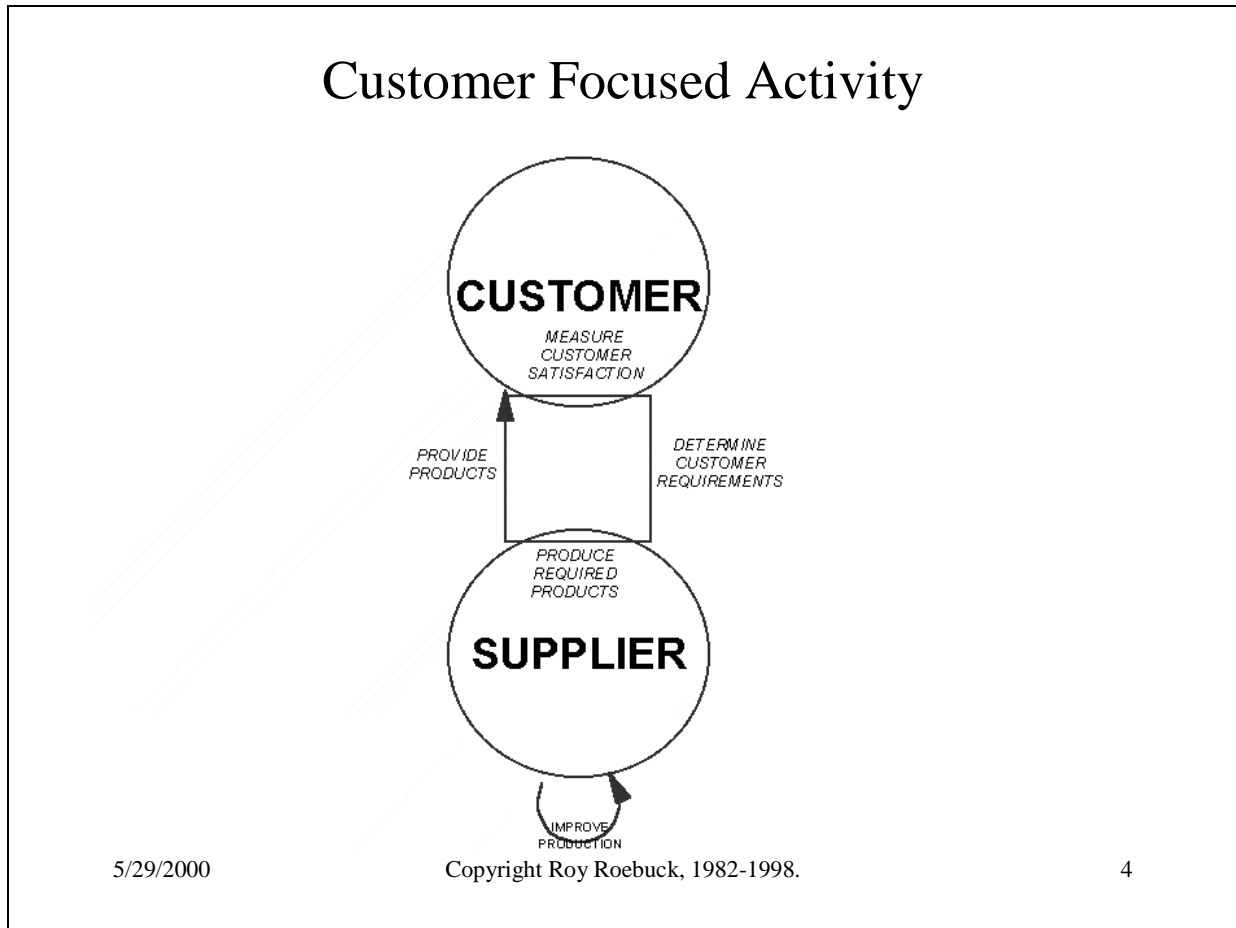 Customer Focused Activity
CUSTOMER
MEASURE
CUSTOMER
SATISFACTION
PROVIDE
PRODUCTS
DETERMINE
CUSTOMER
REQUIREMENTS
PRODUCE
REQUIRED
PRODUCTS
SUPPLIER
IMPROVE
PRODUCTION
5/29/2000
Copyright Roy Roebuck, 1982-1998.
4